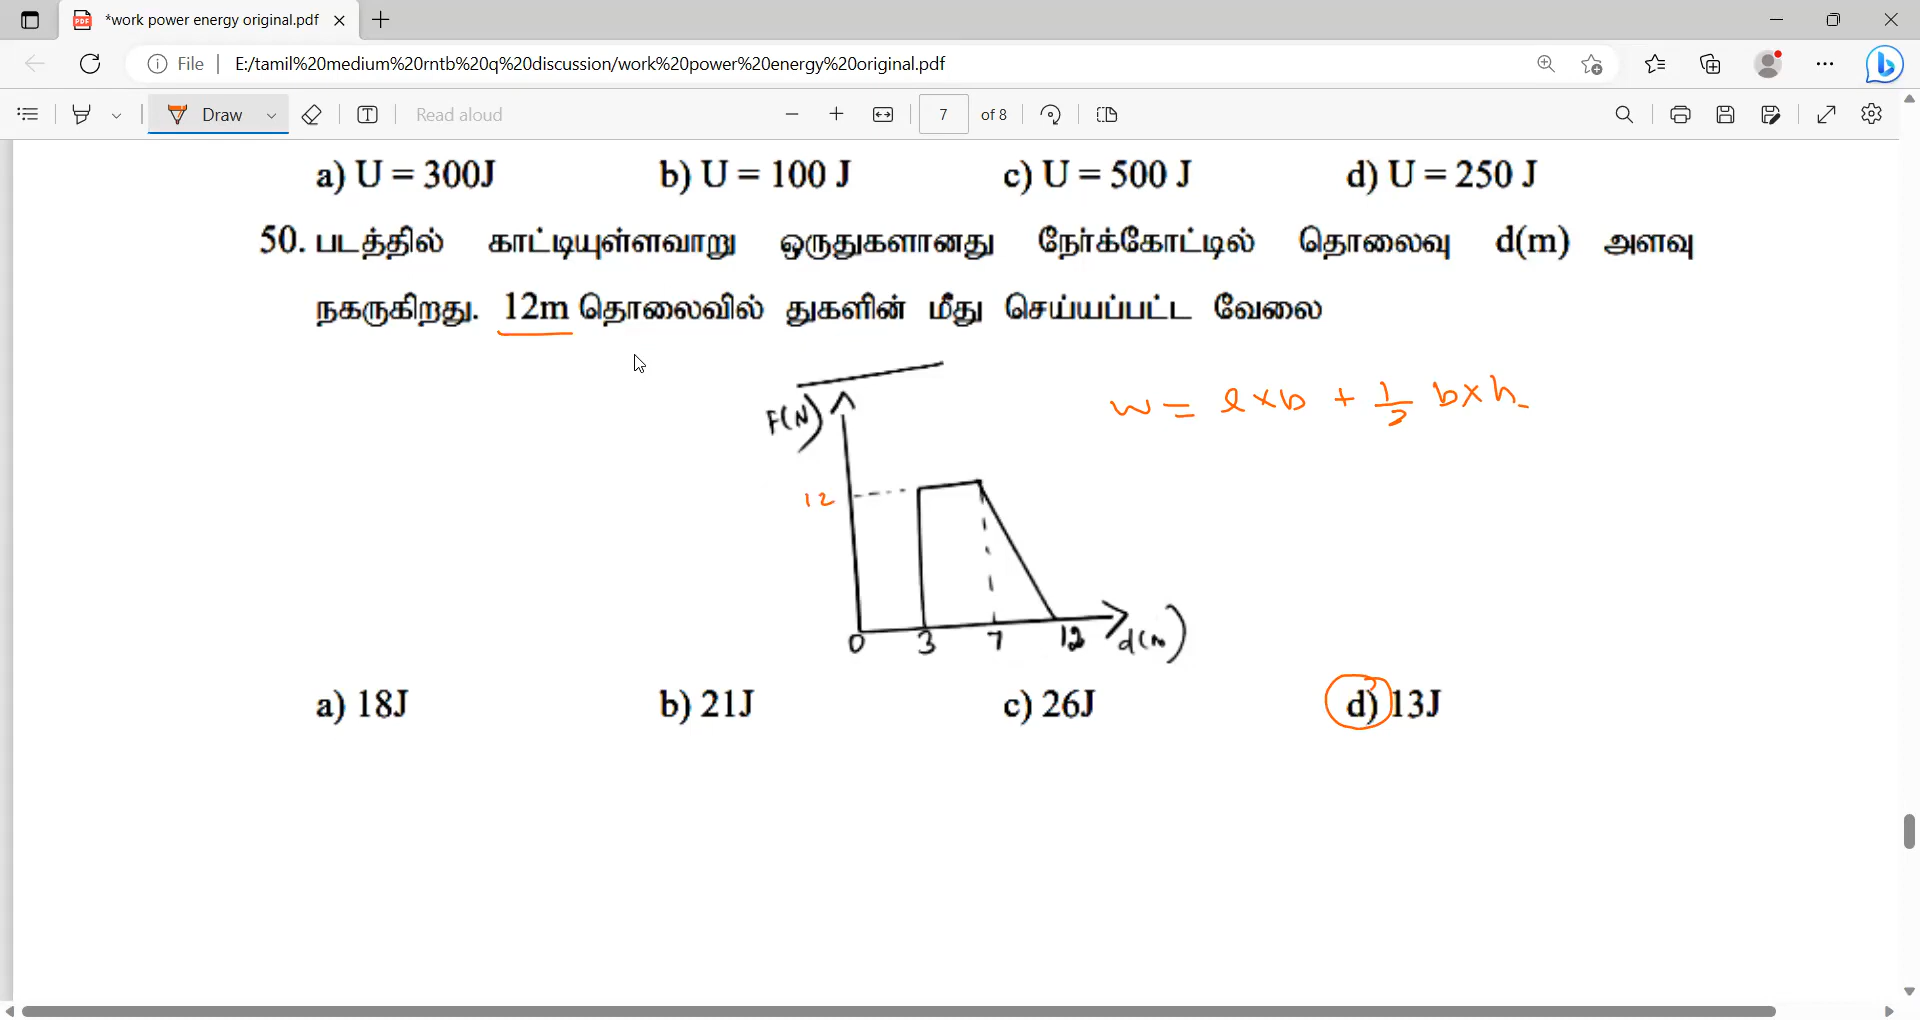 *work power energy original.pdf
File
E:/tamil%20medium%20rntb%20q%20discussion/work%20power%20energy%20original.pdf
Draw
Read aloud
7 of 8
a) U = 300J b) U = 100 J c) U = 500 J d) U = 250 J
50. படத்தில் காட்டியுள்ளவாறு ஒருதுகளானது நேர்க்கோட்டில் தொலைவு d(m) அளவு
நகருகிறது. 12m தொலைவில் துகளின் மீது செய்யப்பட்ட வேலை
F(N)
w = l×b + 1/2 b×h
12
0 3 7 12 d(m)
a) 18J b) 21J c) 26J d) 13J